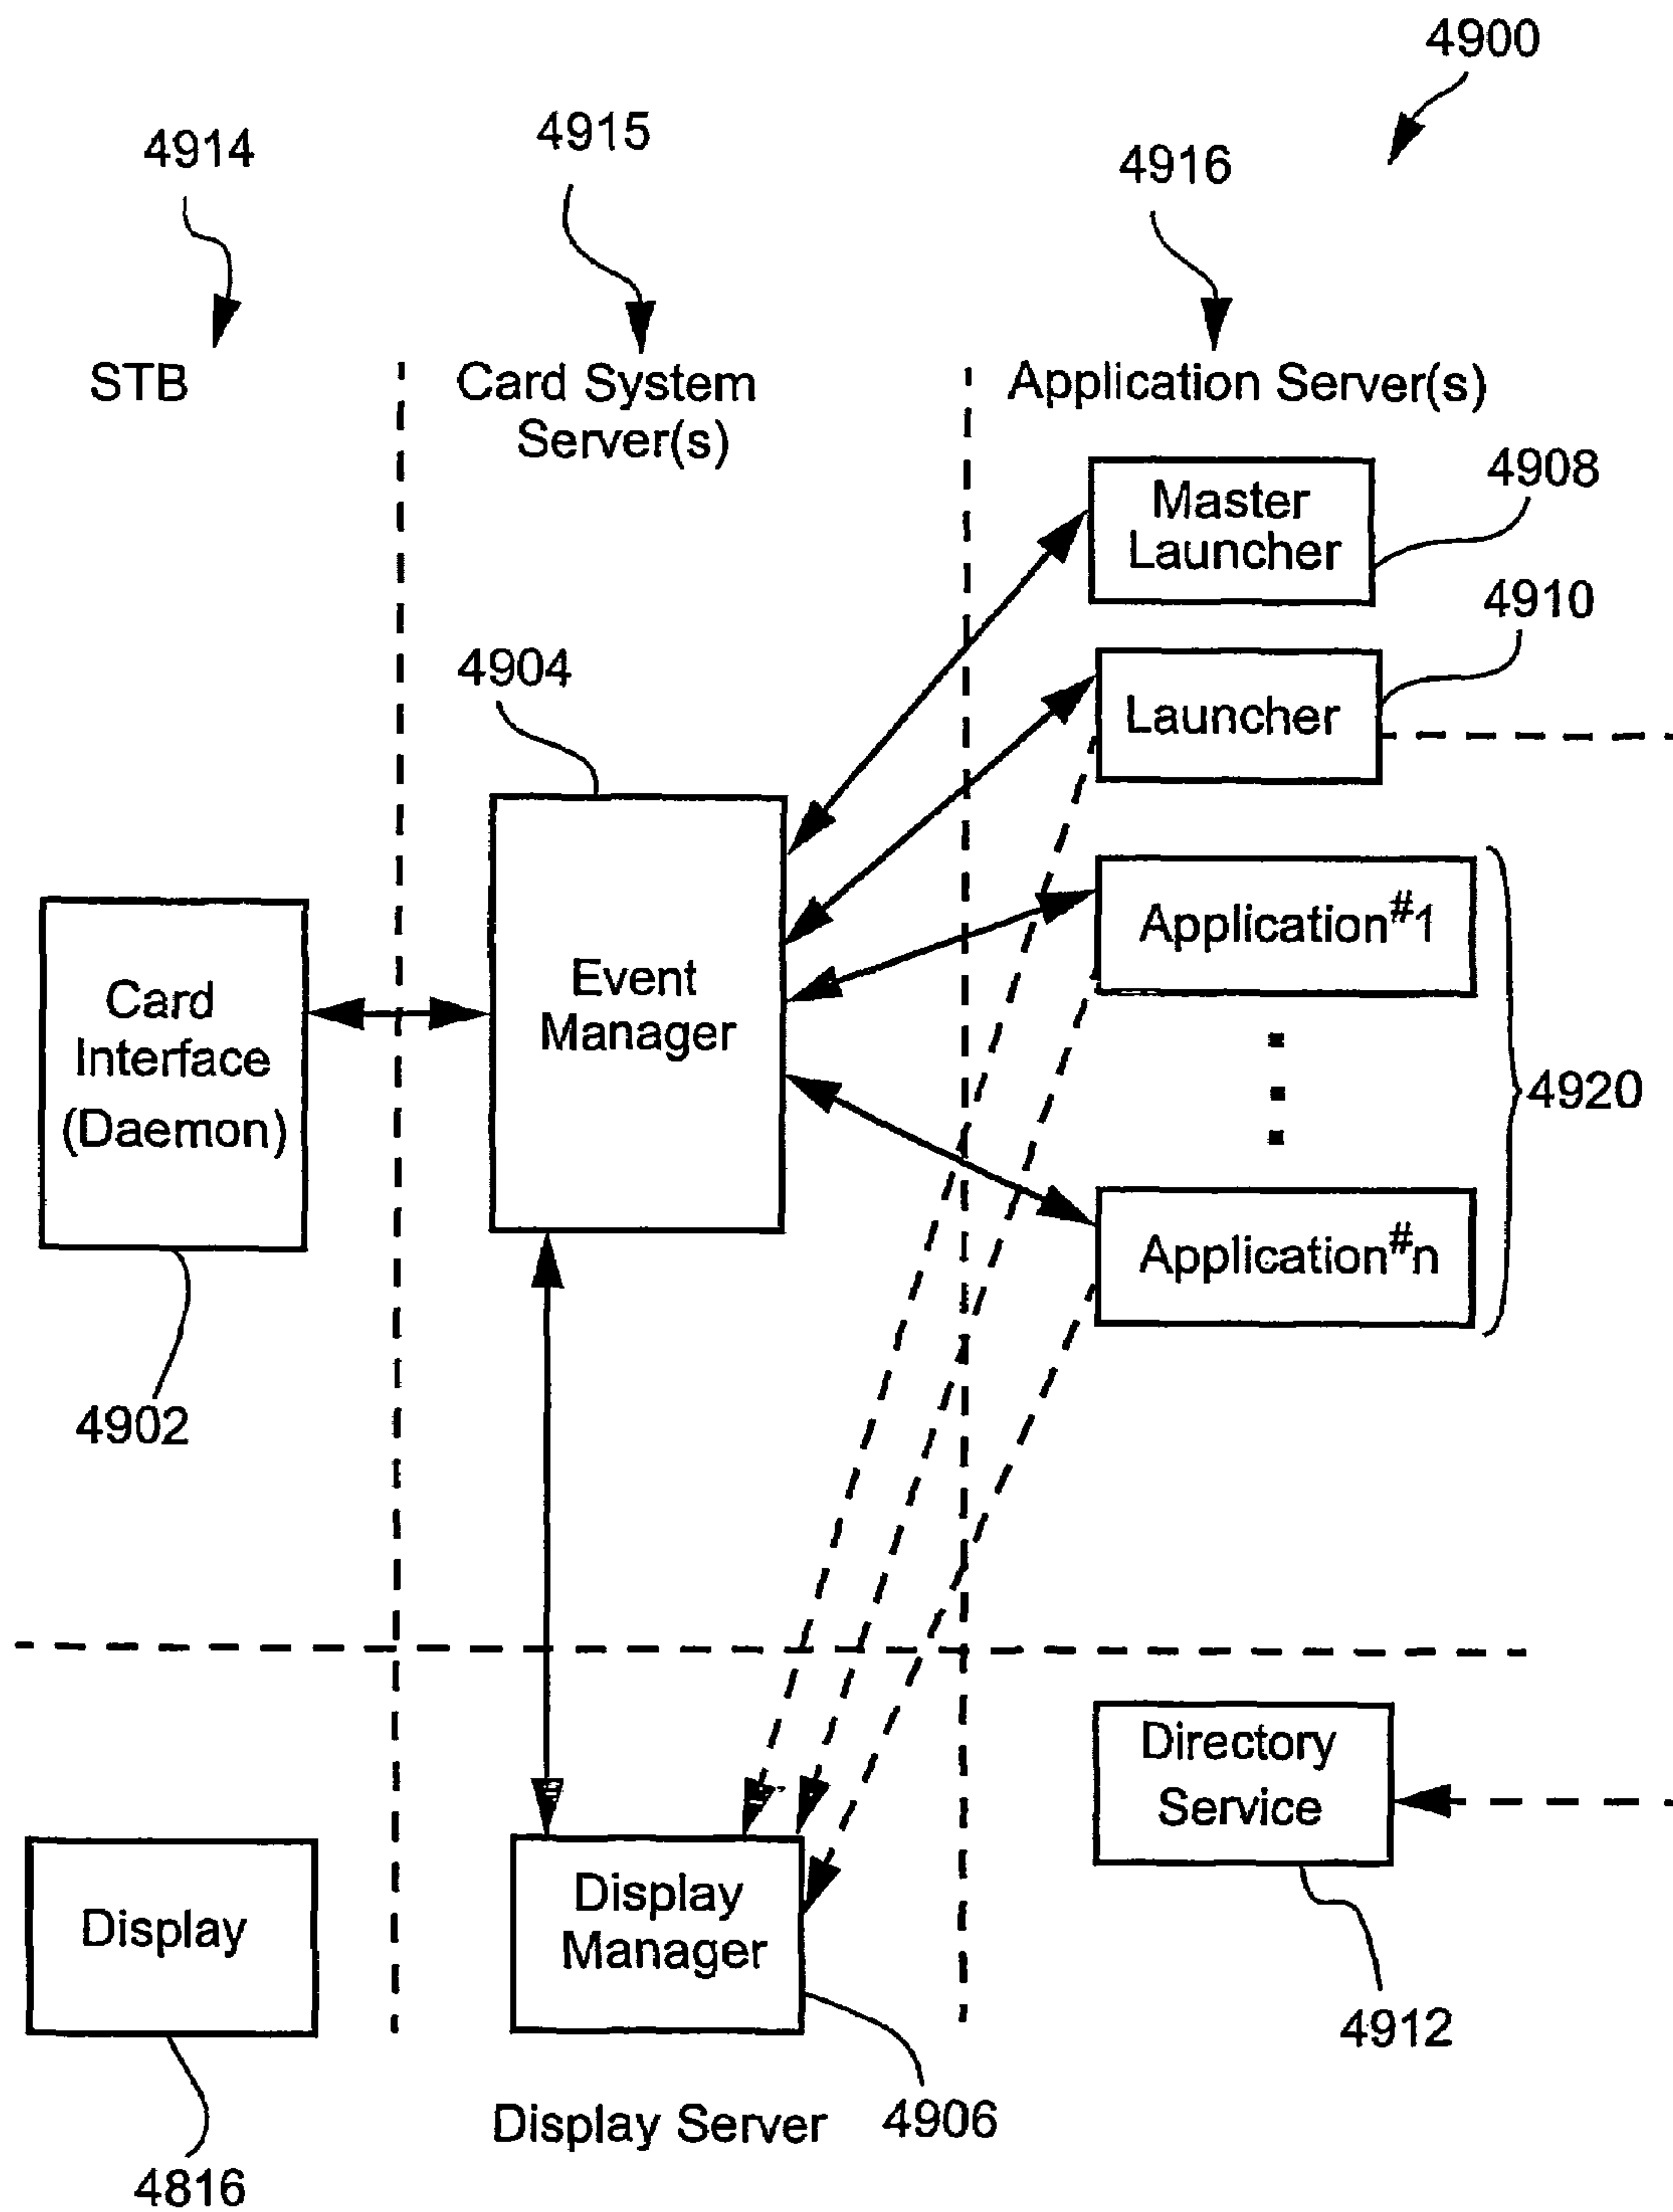 4900
4914
4915
4916
STB
Card System
Server(s)
Application Server(s)
Master
Launcher
4908
4910
Launcher
4904
Application#1
Event
Manager
Card
Interface
(Daemon)
4920
Application#n
4902
Directory
Service
Display
Manager
Display
4912
Display Server
4906
4816